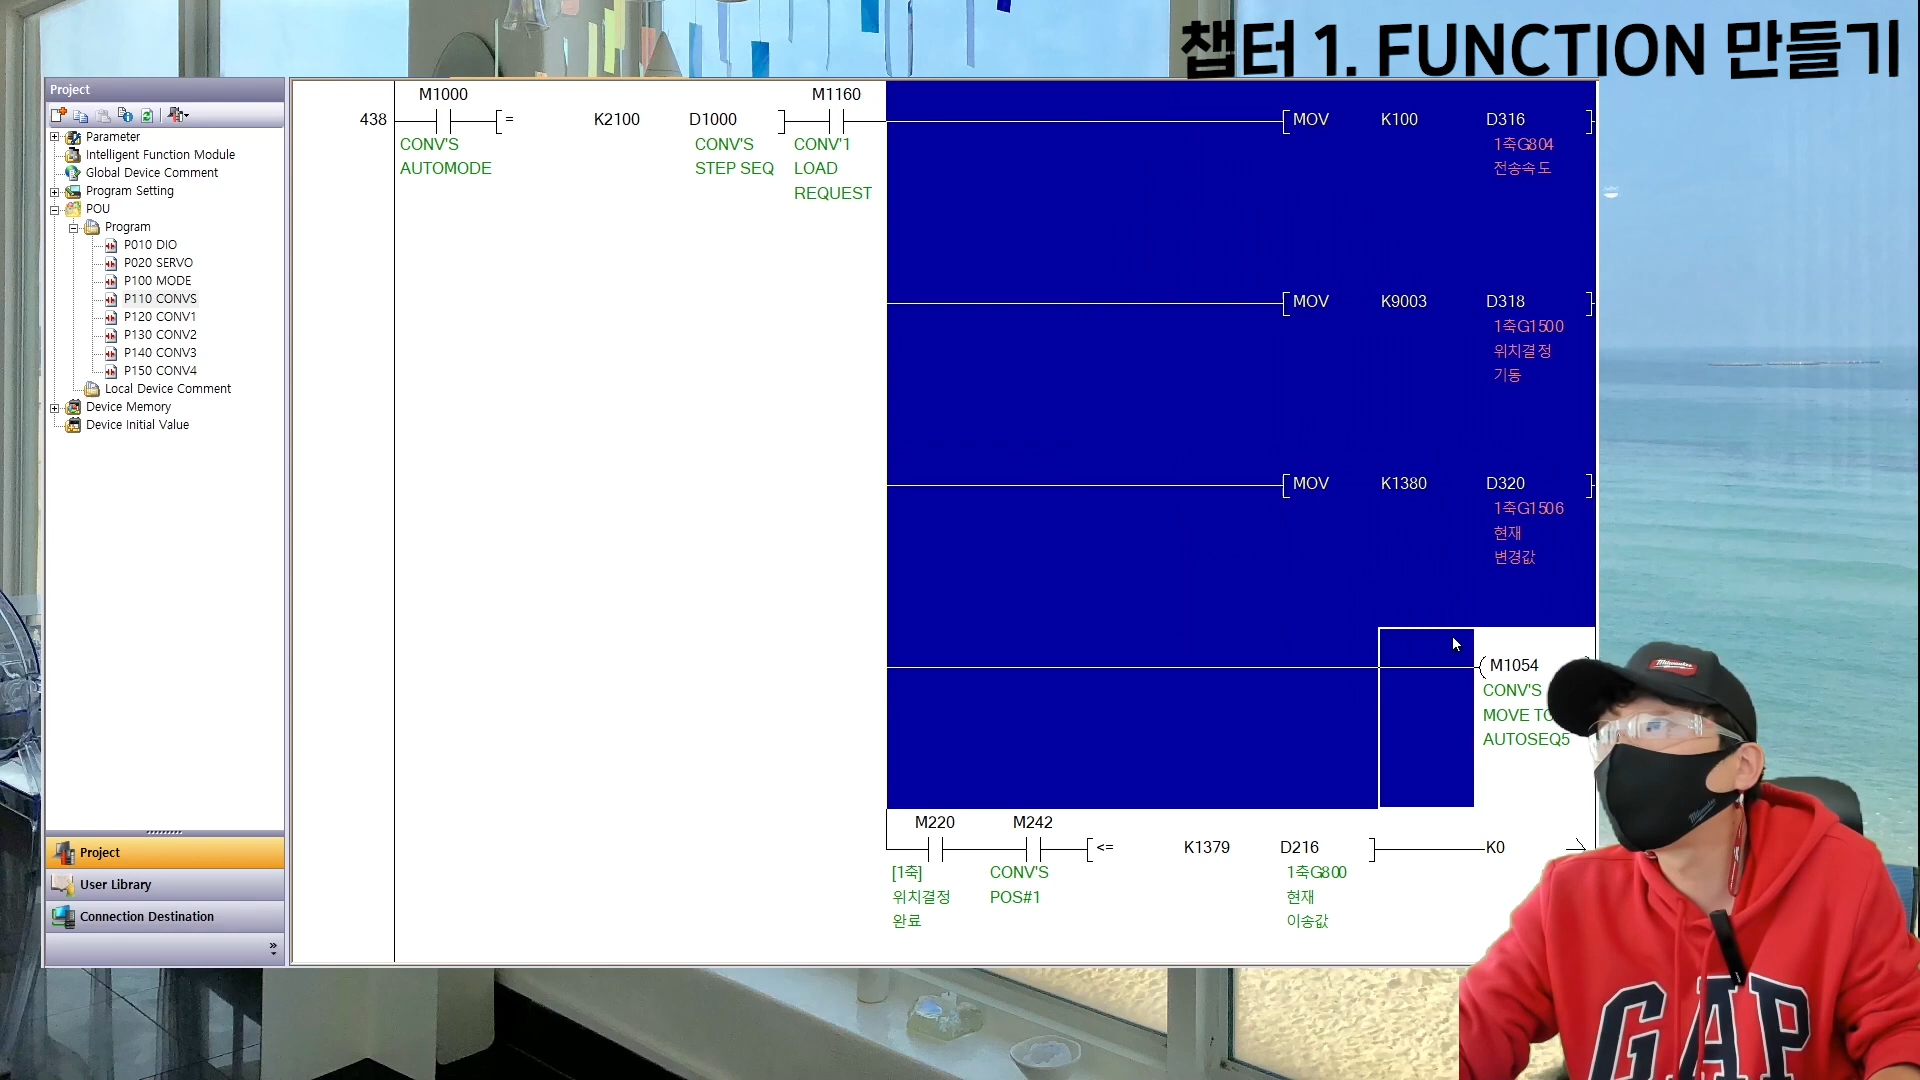 챕터 1. FUNCTION 만들기
Project
Parameter
Intelligent Function Module
Global Device Comment
Program Setting
POU
Program
P010 DIO
P020 SERVO
P100 MODE
P110 CONVS
P120 CONV1
P130 CONV2
P140 CONV3
P150 CONV4
Local Device Comment
Device Memory
Device Initial Value
Project
User Library
Connection Destination
M1000
M1160
438
=
K2100
D1000
MOV
K100
D316
CONV'S
AUTOMODE
CONV'S
STEP SEQ
CONV'1
LOAD
REQUEST
1축G804
전송속도
MOV
K9003
D318
1축G1500
위치결정
기동
MOV
K1380
D320
1축G1506
현재
변경값
M1054
CONV'S
MOVE TO
AUTOSEQ5
M220
M242
<=
K1379
D216
K0
[1축]
위치결정
완료
CONV'S
POS#1
1축G800
현재
이송값
Milwaukee
Milwaukee
GAP